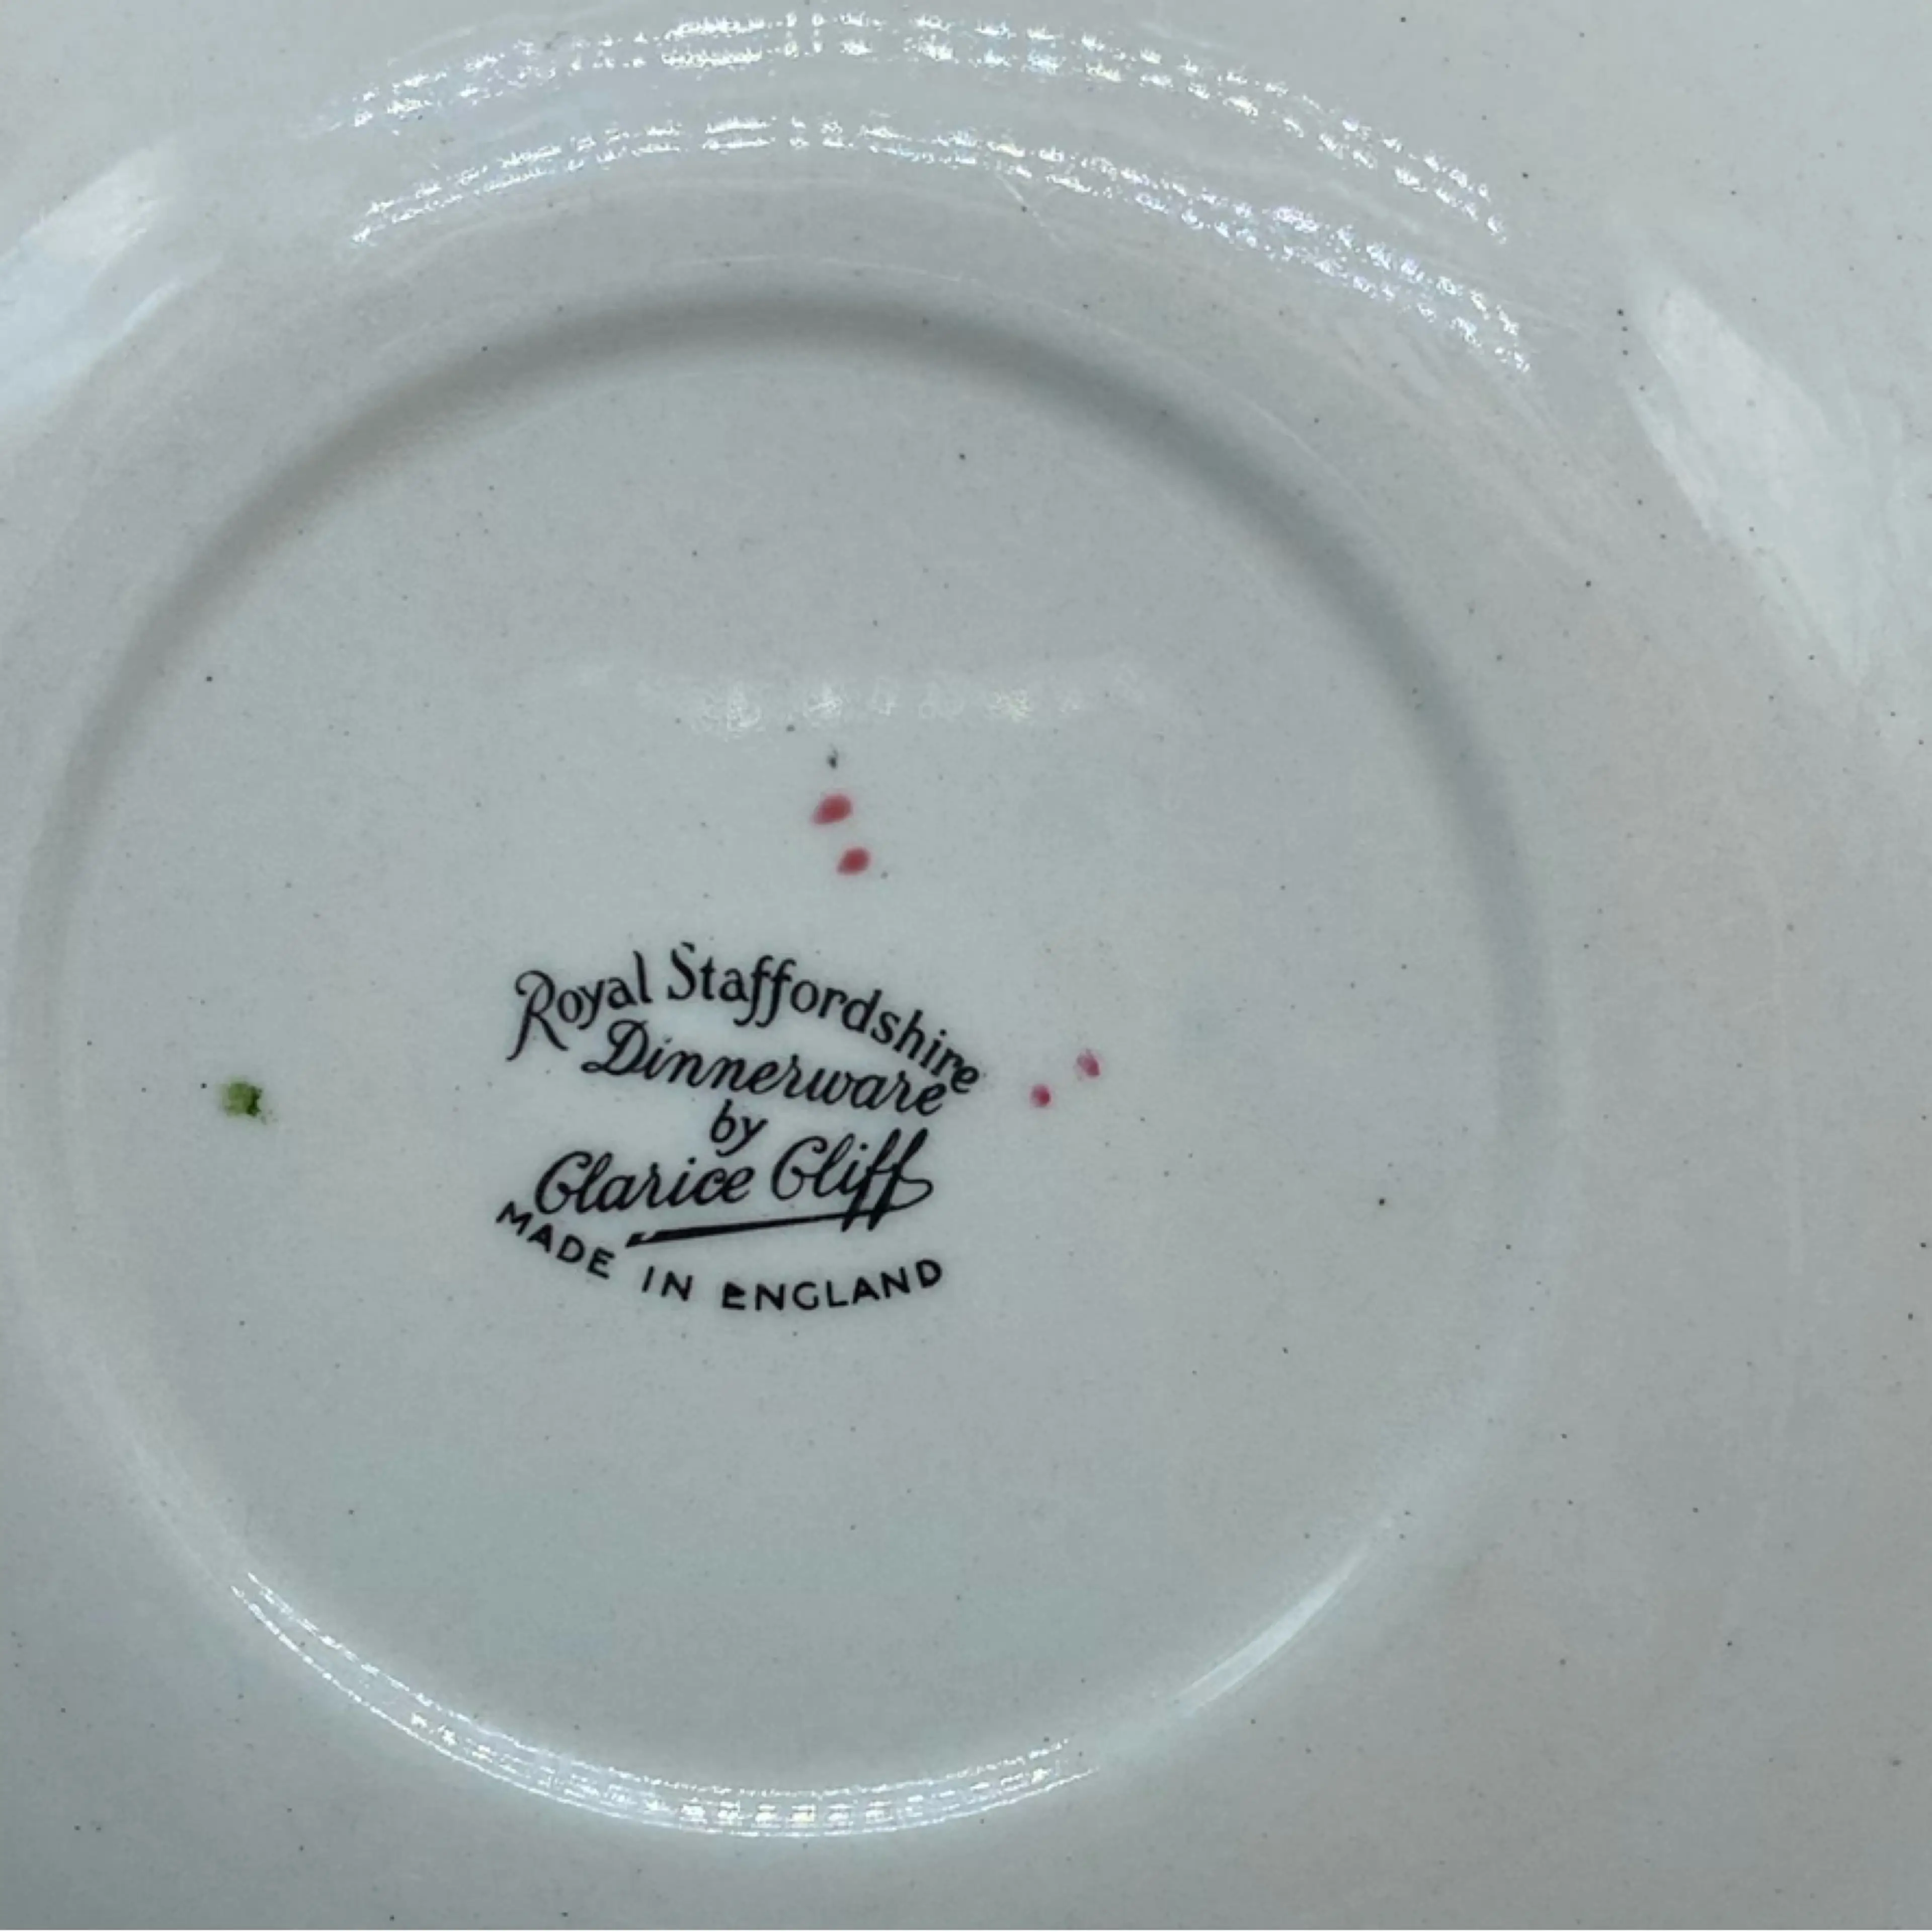 Royal Staffordshire
Dinnerware
by
Clarice Cliff
MADE IN ENGLAND